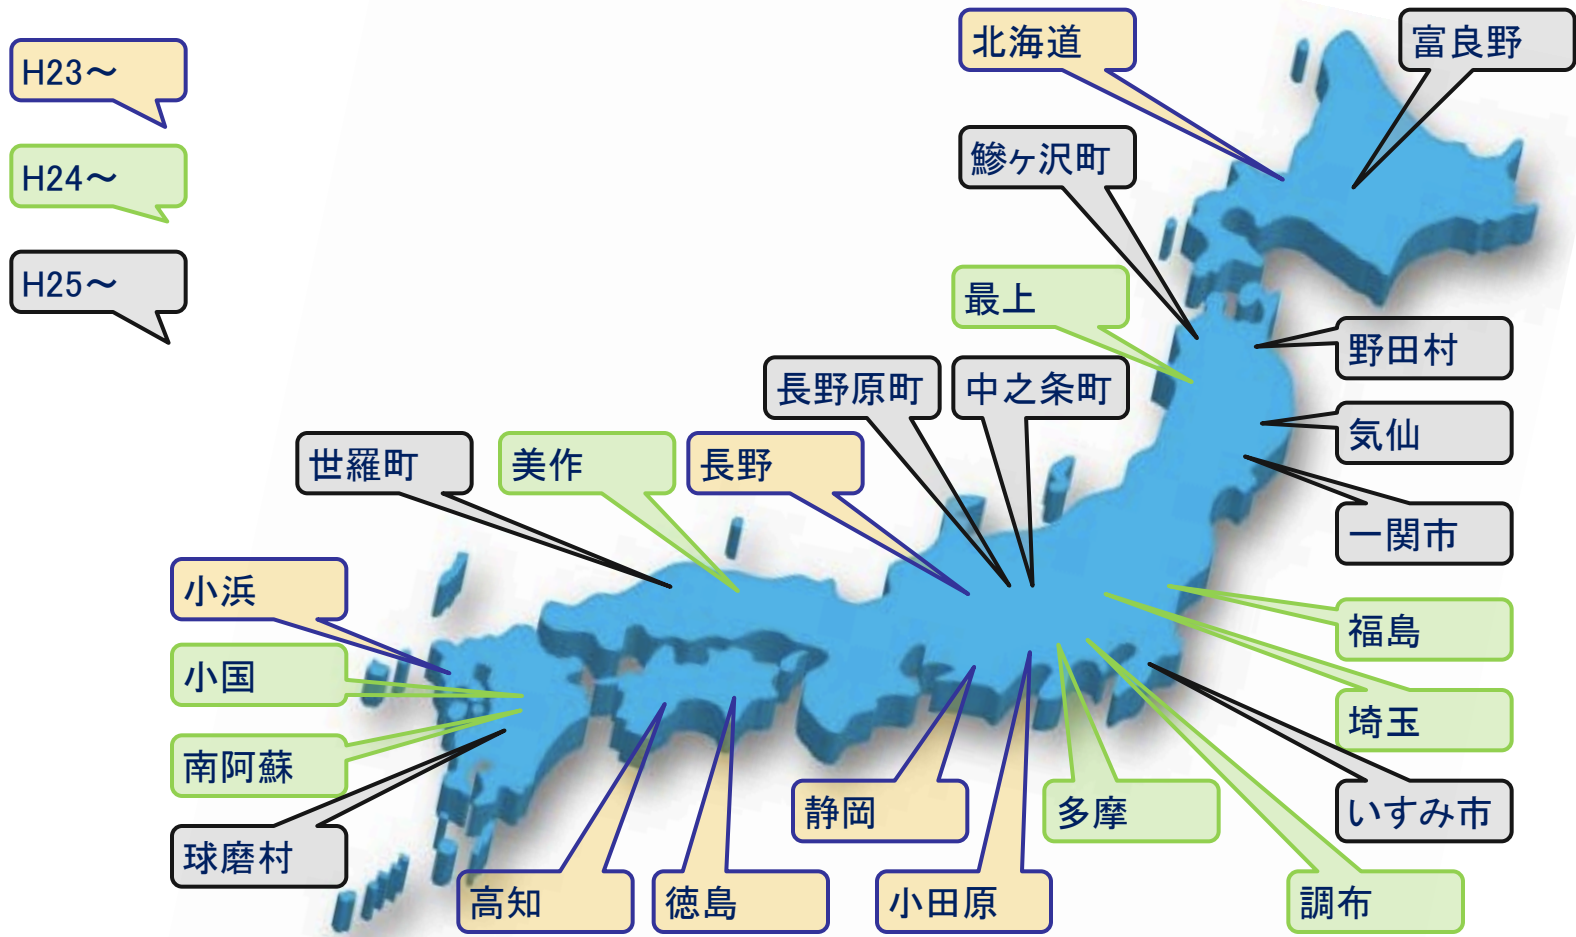 H23～
H24～
H25～
北海道
富良野
鰺ヶ沢町
最上
野田村
長野原町
中之条町
気仙
世羅町
美作
長野
一関市
小浜
福島
小国
埼玉
南阿蘇
静岡
多摩
いすみ市
球磨村
高知
徳島
小田原
調布